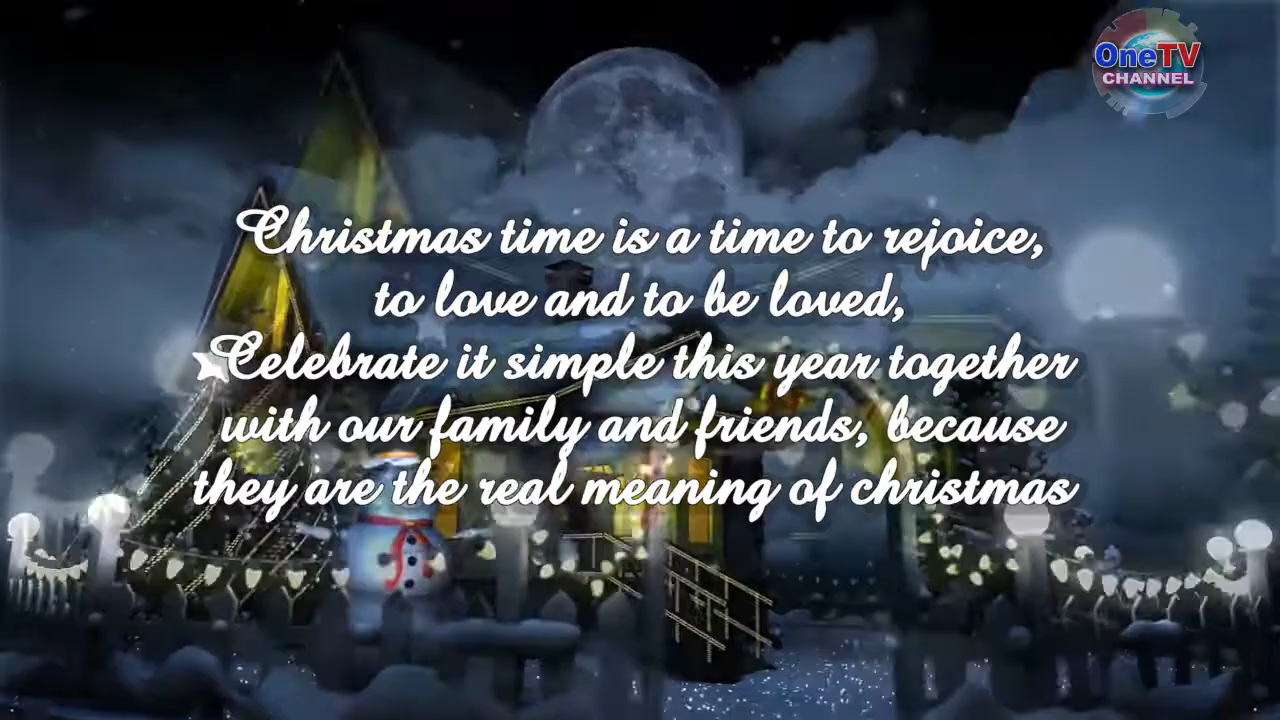 OneTV
CHANNEL
Christmas time is a time to rejoice,
to love and to be loved,
Celebrate it simple this year together
with our family and friends, because
they are the real meaning of christmas